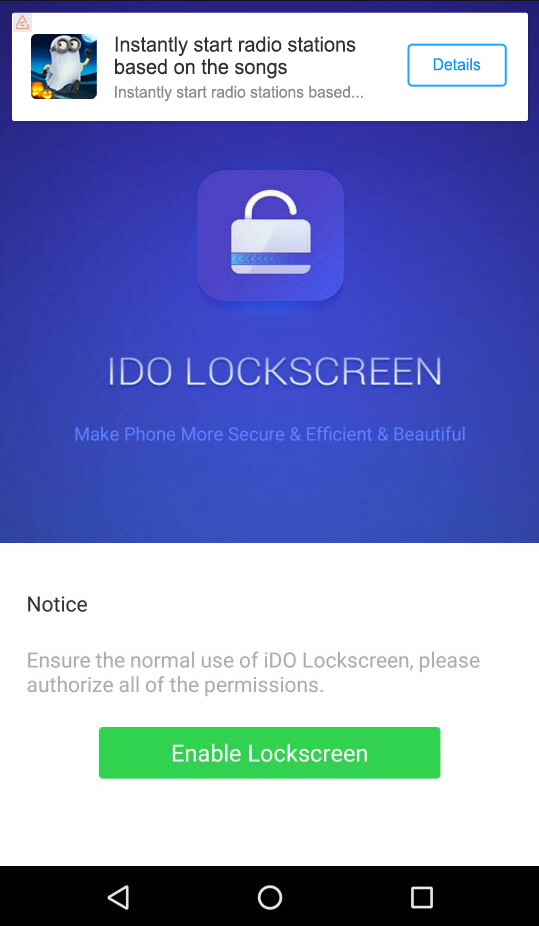 Instantly start radio stations
based on the songs
Instantly start radio stations based...
Details
IDO LOCKSCREEN
Make Phone More Secure & Efficient & Beautiful
Notice
Ensure the normal use of iDO Lockscreen, please
authorize all of the permissions.
Enable Lockscreen